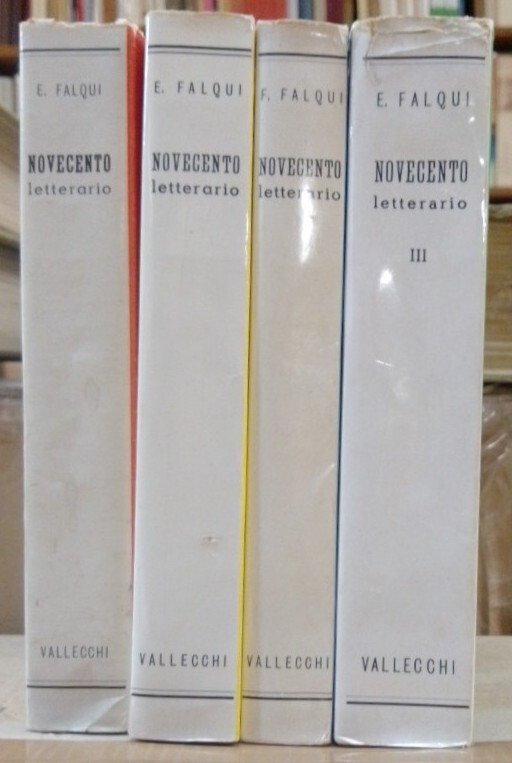 E. FALQUI
NOVECENTO
letterario
VALLECCHI
E. FALQUI
NOVECENTO
letterario
VALLECCHI
E. FALQUI
NOVECENTO
letterario
VALLECCHI
E. FALQUI
NOVECENTO
letterario
III
VALLECCHI